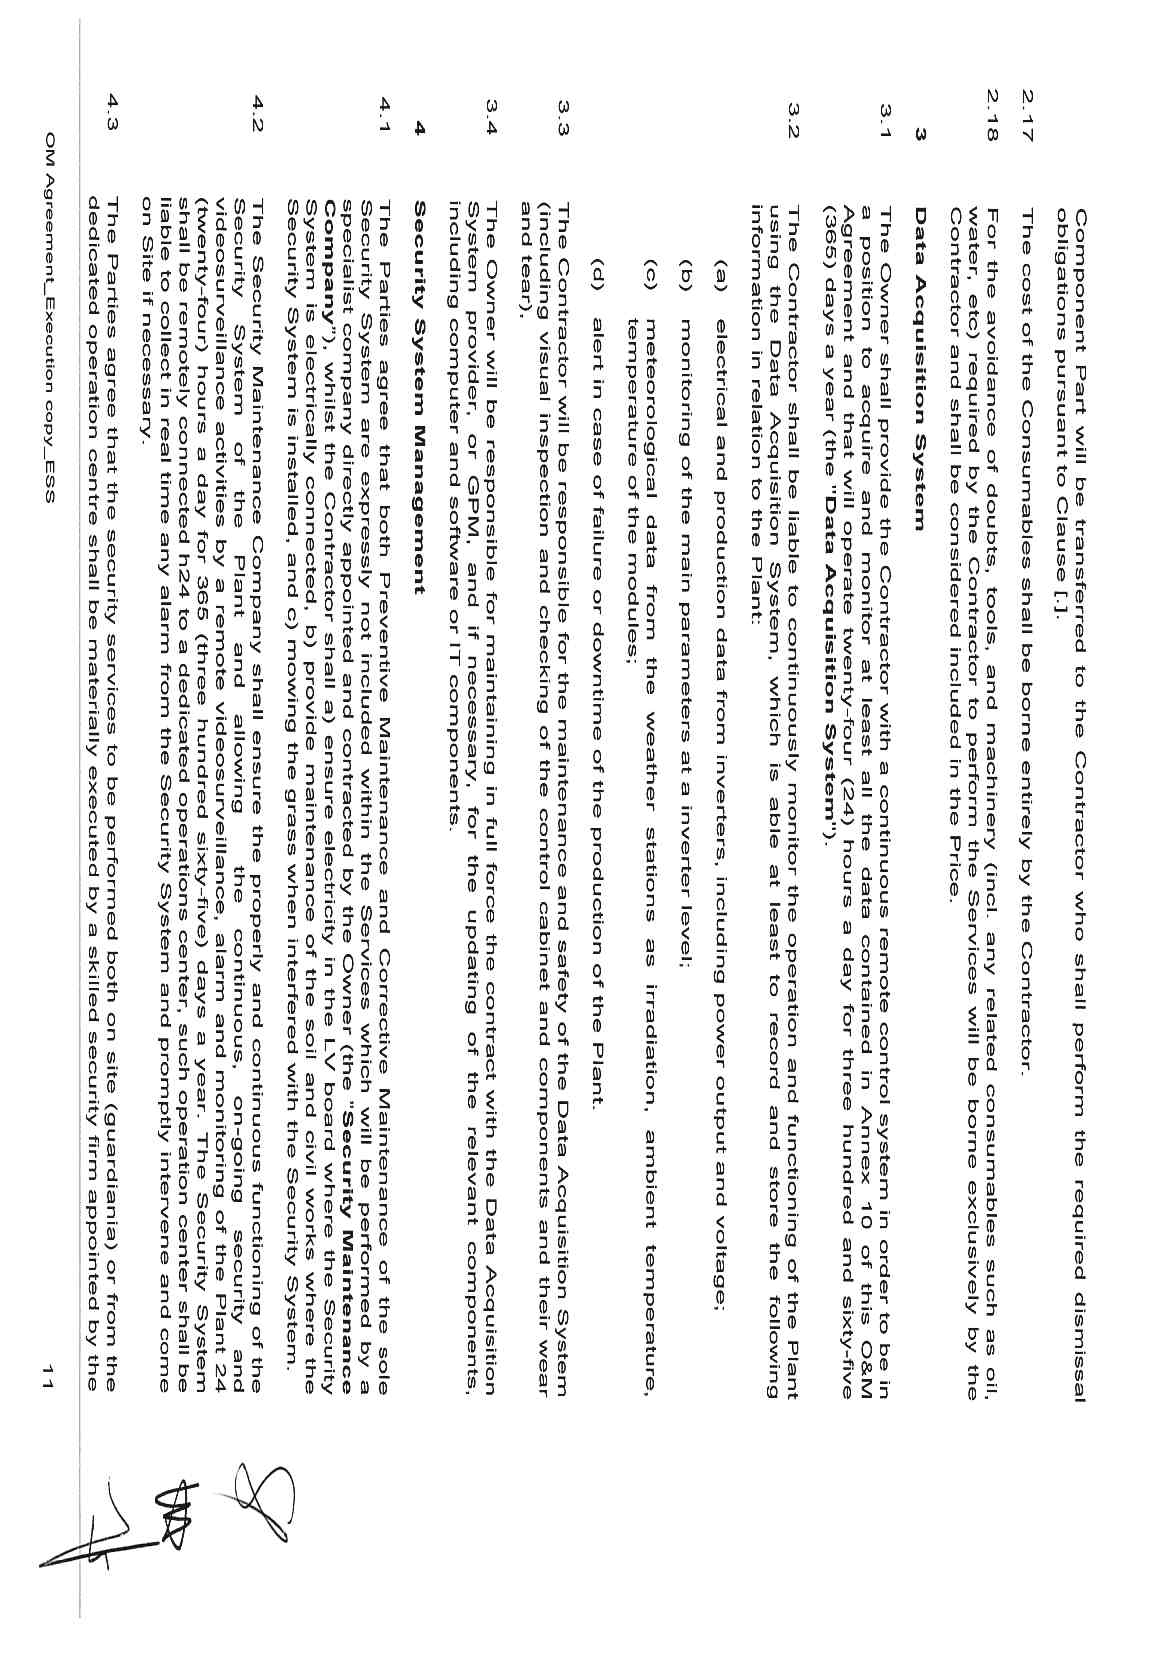 Component Part will be transferred to the Contractor who shall perform the required dismissal
obligations pursuant to Clause [.].
2.17 The cost of the Consumables shall be borne entirely by the Contractor.
2.18 For the avoidance of doubts, tools, and machinery (incl. any related consumables such as oil,
water, etc) required by the Contractor to perform the Services will be borne exclusively by the
Contractor and shall be considered included in the Price.
3 Data Acquisition System
3.1 The Owner shall provide the Contractor with a continuous remote control system in order to be in
a position to acquire and monitor at least all the data contained in Annex 10 of this O&M
Agreement and that will operate twenty-four (24) hours a day for three hundred and sixty-five
(365) days a year (the "Data Acquisition System").
3.2 The Contractor shall be liable to continuously monitor the operation and functioning of the Plant
using the Data Acquisition System, which is able at least to record and store the following
information in relation to the Plant:
(a) electrical and production data from inverters, including power output and voltage;
(b) monitoring of the main parameters at a inverter level;
(c) meteorological data from the weather stations as irradiation, ambient temperature,
temperature of the modules;
(d) alert in case of failure or downtime of the production of the Plant.
3.3 The Contractor will be responsible for the maintenance and safety of the Data Acquisition System
(including visual inspection and checking of the control cabinet and components and their wear
and tear).
3.4 The Owner will be responsible for maintaining in full force the contract with the Data Acquisition
System provider, or GPM, and if necessary, for the updating of the relevant components,
including computer and software or IT components.
4 Security System Management
4.1 The Parties agree that both Preventive Maintenance and Corrective Maintenance of the sole
Security System are expressly not included within the Services which will be performed by a
specialist company directly appointed and contracted by the Owner (the "Security Maintenance
Company"), whilst the Contractor shall a) ensure electricity in the LV board where the Security
System is electrically connected, b) provide maintenance of the soil and civil works where the
Security System is installed, and c) mowing the grass when interfered with the Security System.
4.2 The Security Maintenance Company shall ensure the properly and continuous functioning of the
Security System of the Plant and allowing the continuous, on-going security and
videosurveillance activities by a remote videosurveillance, alarm and monitoring of the Plant 24
(twenty-four) hours a day for 365 (three hundred sixty-five) days a year. The Security System
shall be remotely connected h24 to a dedicated operations center, such operation center shall be
liable to collect in real time any alarm from the Security System and promptly intervene and come
on Site if necessary.
4.3 The Parties agree that the security services to be performed both on site (guardiania) or from the
dedicated operation centre shall be materially executed by a skilled security firm appointed by the
OM Agreement_Execution copy_ESS 11